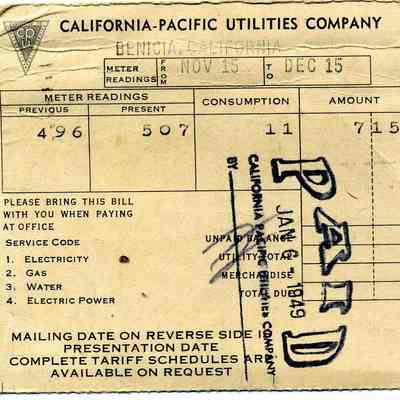 CALIFORNIA-PACIFIC UTILITIES COMPANY
BENICIA, CALIFORNIA
METER READINGS FROM NOV 15 TO DEC 15
METER READINGS CONSUMPTION AMOUNT
PREVIOUS PRESENT
496 507 11 715
PLEASE BRING THIS BILL
WITH YOU WHEN PAYING
AT OFFICE
SERVICE CODE
1. ELECTRICITY
2. GAS
3. WATER
4. ELECTRIC POWER
UNPAID BALANCE
UTILITY TOTAL
MERCHANDISE
TOTAL DUE
PAID
JAN 6 - 1949
CALIFORNIA PACIFIC UTILITIES COMPANY
BY
MAILING DATE ON REVERSE SIDE IS
PRESENTATION DATE
COMPLETE TARIFF SCHEDULES ARE
AVAILABLE ON REQUEST